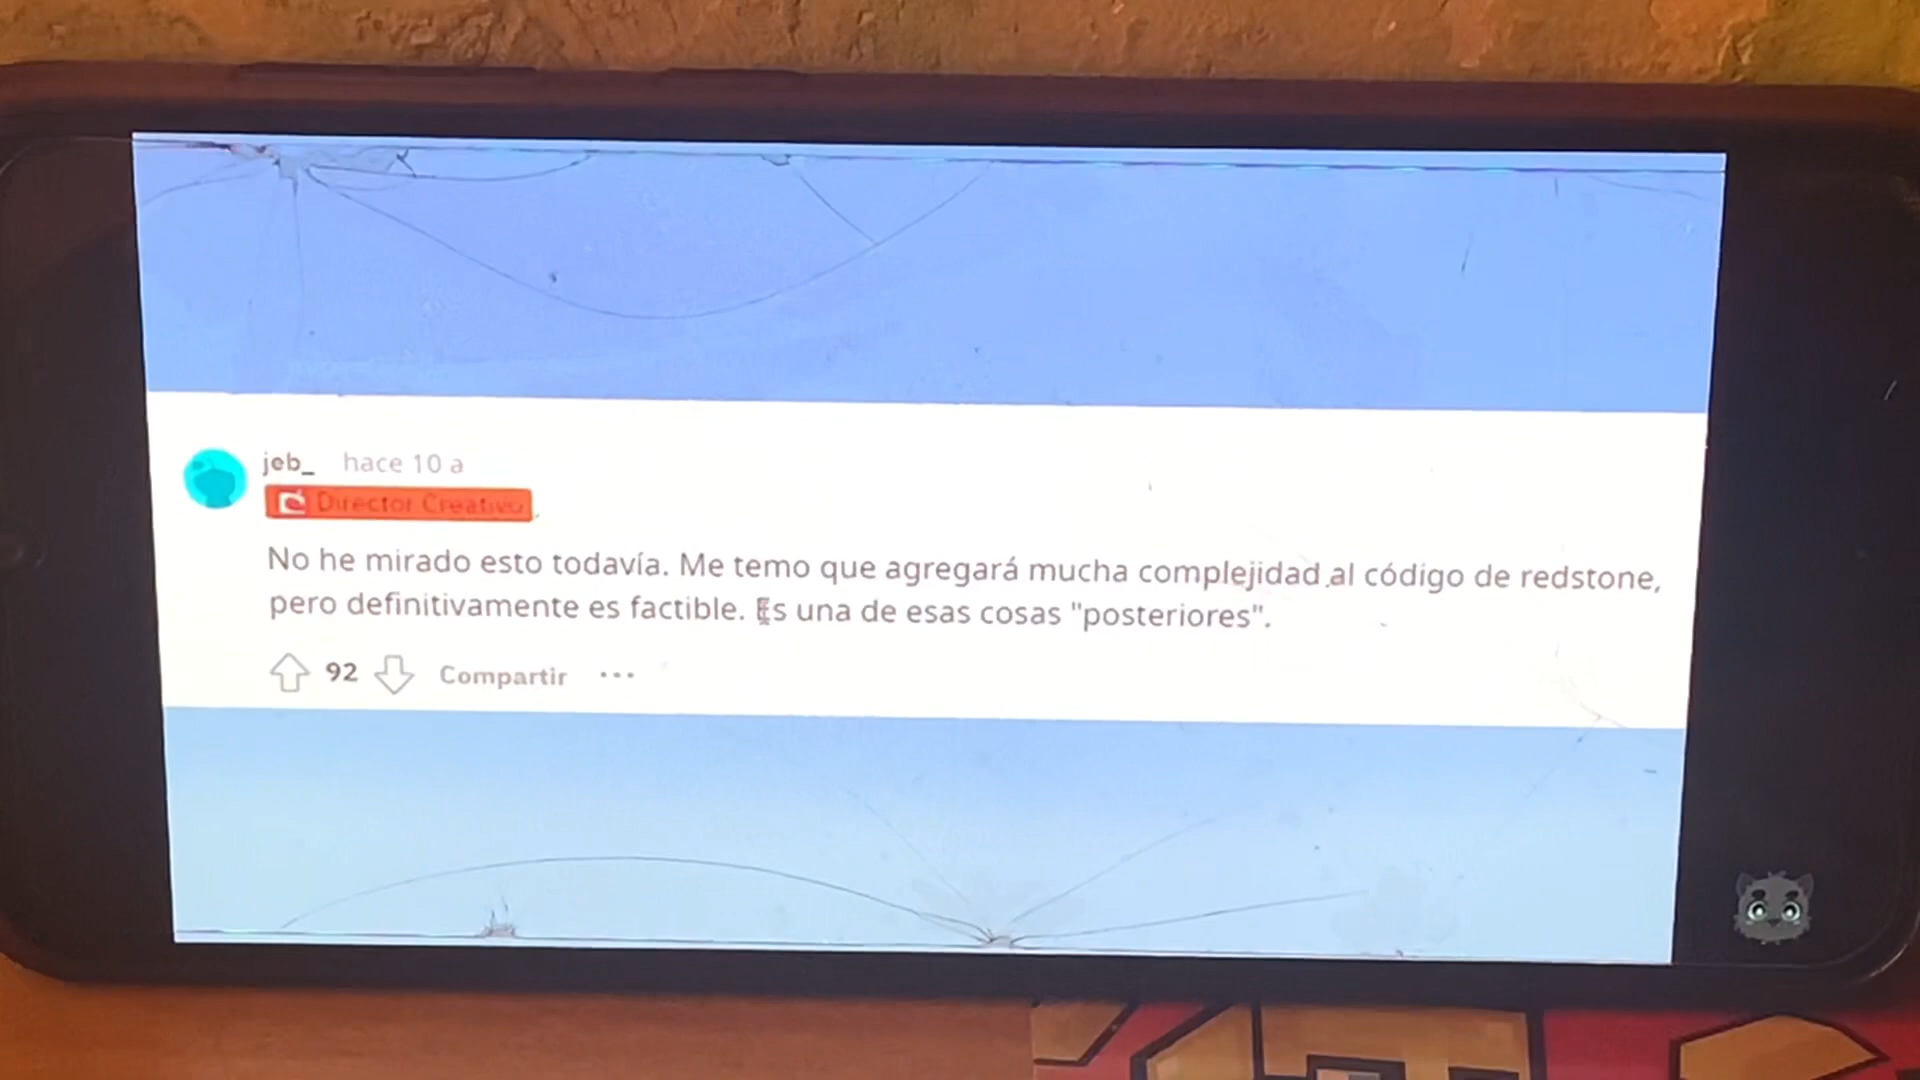 jeb_ hace 10 a
Director Creativo
No he mirado esto todavía. Me temo que agregará mucha complejidad al código de redstone,
pero definitivamente es factible. Es una de esas cosas "posteriores".
92 Compartir ...